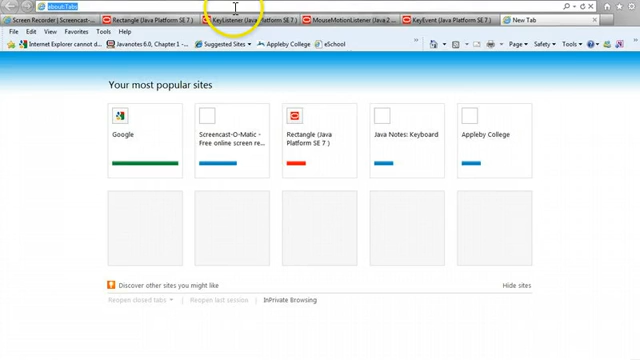 about:Tabs
Screen Recorder | Screencast-...
Rectangle (Java Platform SE 7 )
KeyListener (Java Platform SE 7 )
MouseMotionListener (Java 2 ...
KeyEvent (Java Platform SE 7 )
New Tab
File Edit View Favorites Tools Help
Internet Explorer cannot d...
Javanotes 6.0, Chapter 1 -...
Suggested Sites
Appleby College
eSchool
Page Safety Tools
Your most popular sites
Google
Screencast-O-Matic -
Free online screen re...
Rectangle (Java
Platform SE 7 )
Java Notes: Keyboard
Appleby College
Discover other sites you might like
Hide sites
Reopen closed tabs
Reopen last session
InPrivate Browsing